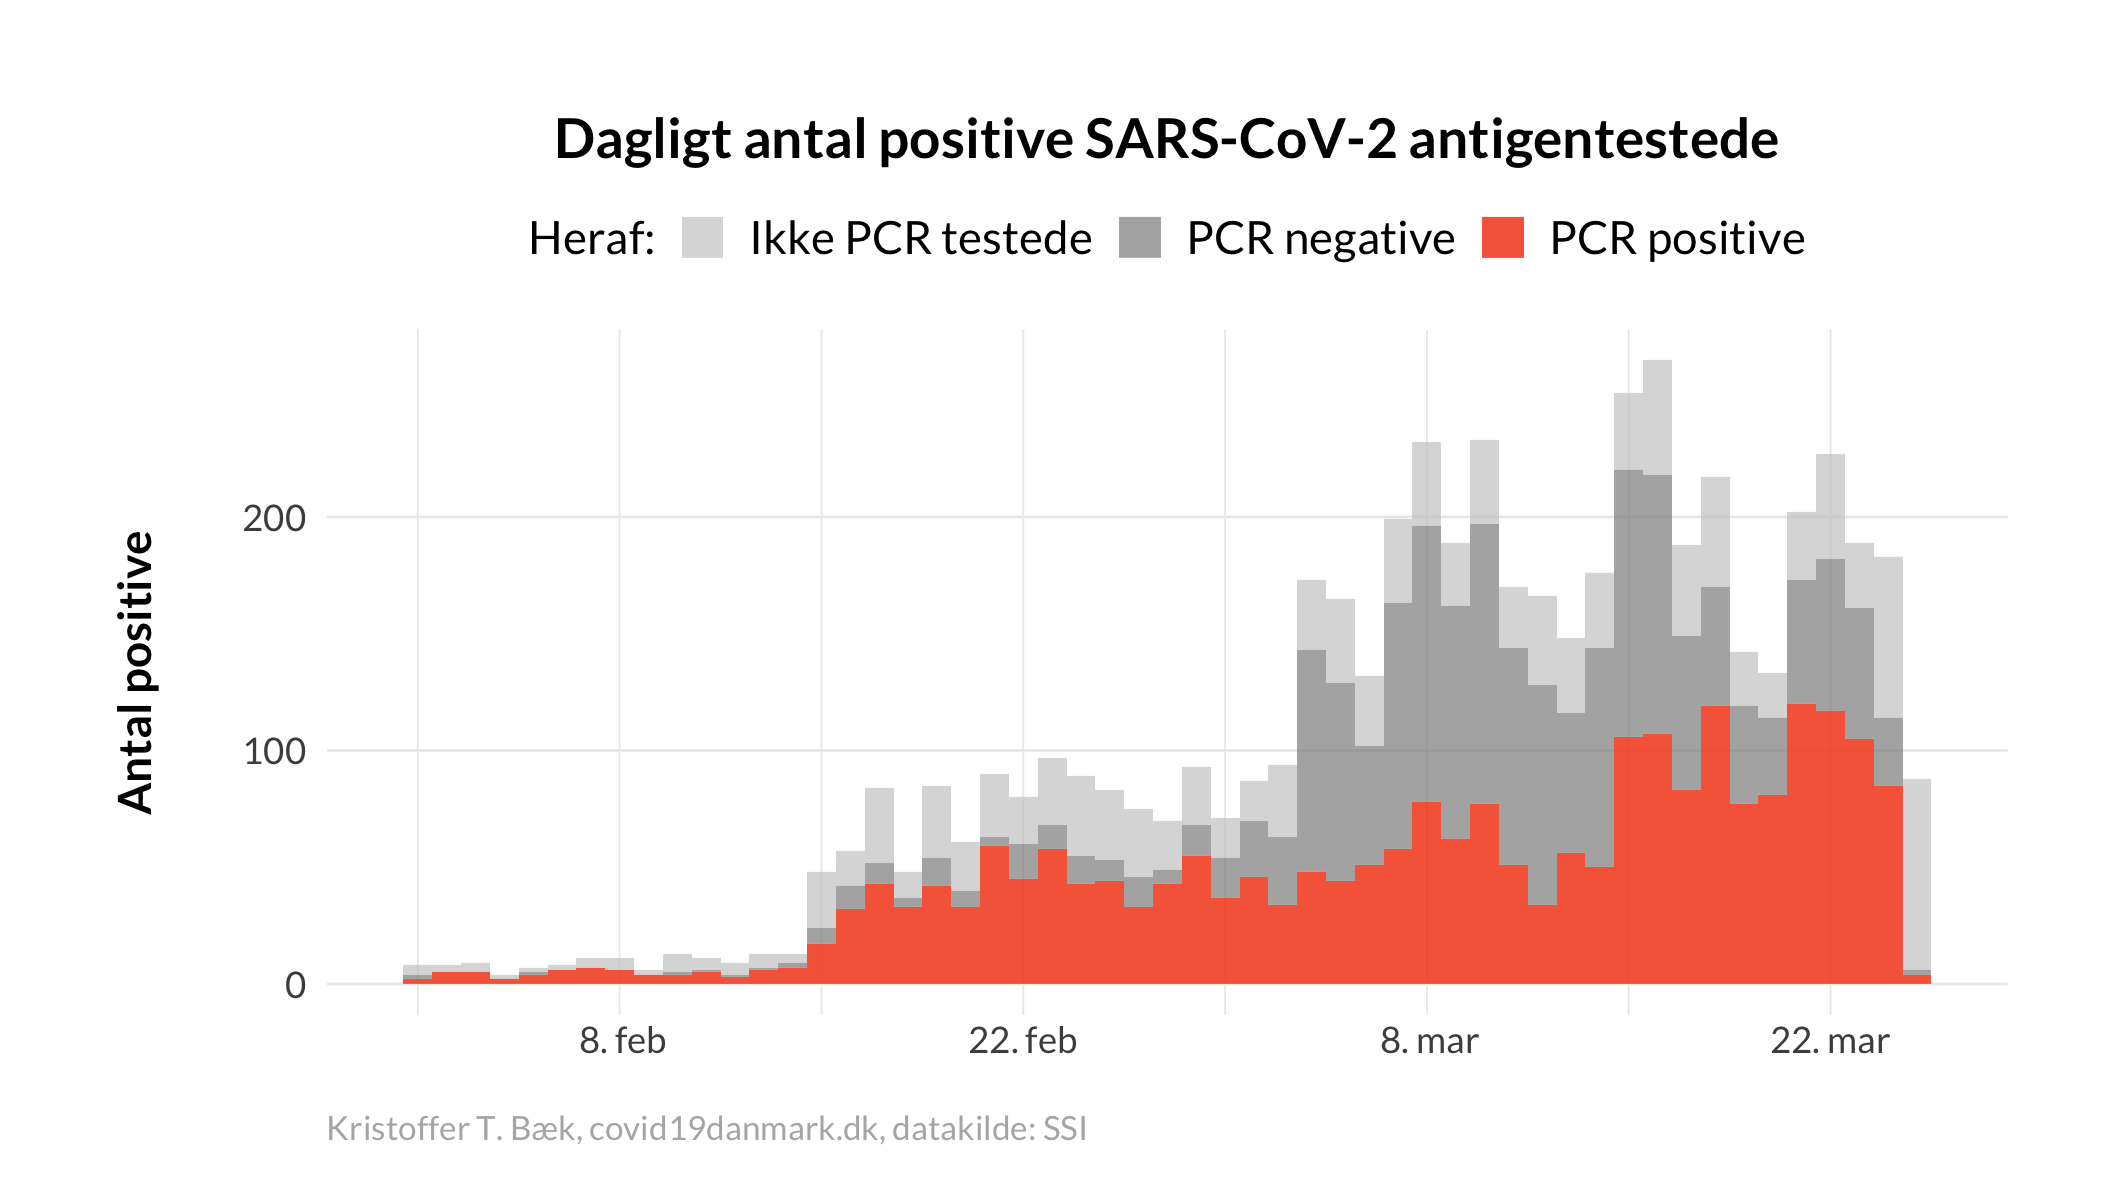 Dagligt antal positive SARS-CoV-2 antigentestede
Heraf: Ikke PCR testede PCR negative PCR positive
Antal positive
200
100
0
8. feb 22. feb 8. mar 22. mar
Kristoffer T. Bæk, covid19danmark.dk, datakilde: SSI